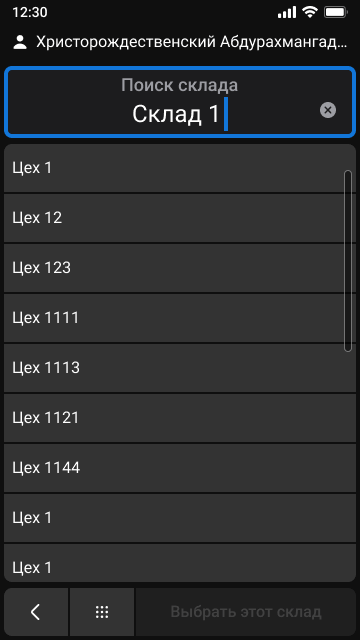 12:30
Христорождественский Абдурахмангад...
Поиск склада
Склад 1
Цех 1
Цех 12
Цех 123
Цех 1111
Цех 1113
Цех 1121
Цех 1144
Цех 1
Цех 1
Выбрать этот склад